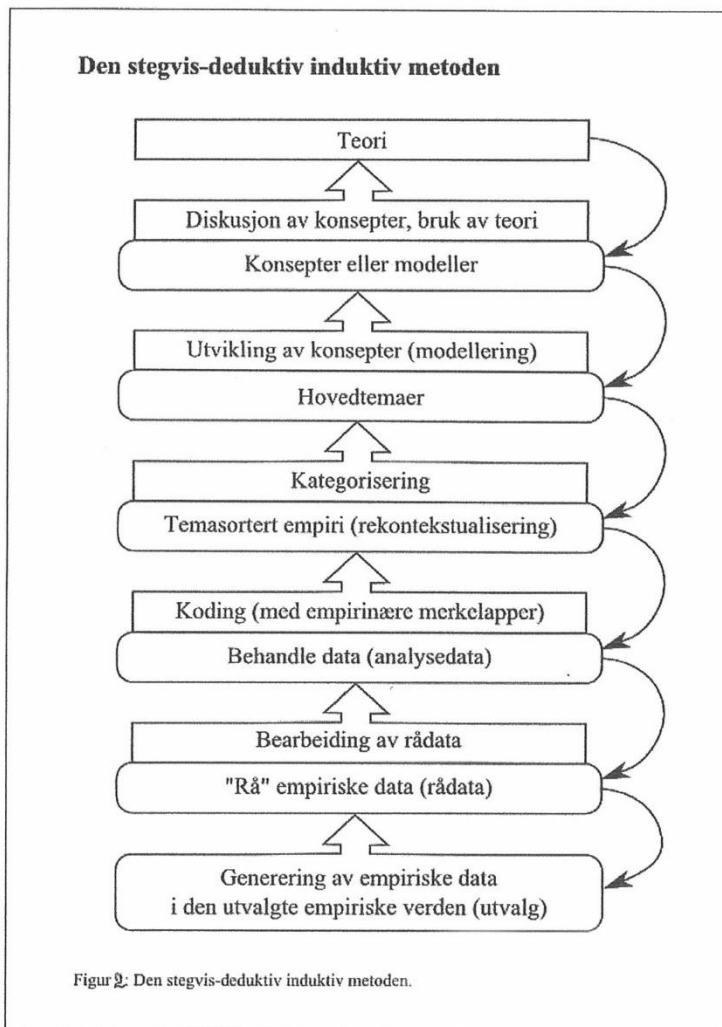 Den stegvis-deduktiv induktiv metoden
Teori
Diskusjon av konsepter, bruk av teori
Konsepter eller modeller
Utvikling av konsepter (modellering)
Hovedtemaer
Kategorisering
Temasortert empiri (rekontekstualisering)
Koding (med empirinære merkelapper)
Behandle data (analysedata)
Bearbeiding av rådata
"Rå" empiriske data (rådata)
Generering av empiriske data
i den utvalgte empiriske verden (utvalg)
Figur 2: Den stegvis-deduktiv induktiv metoden.